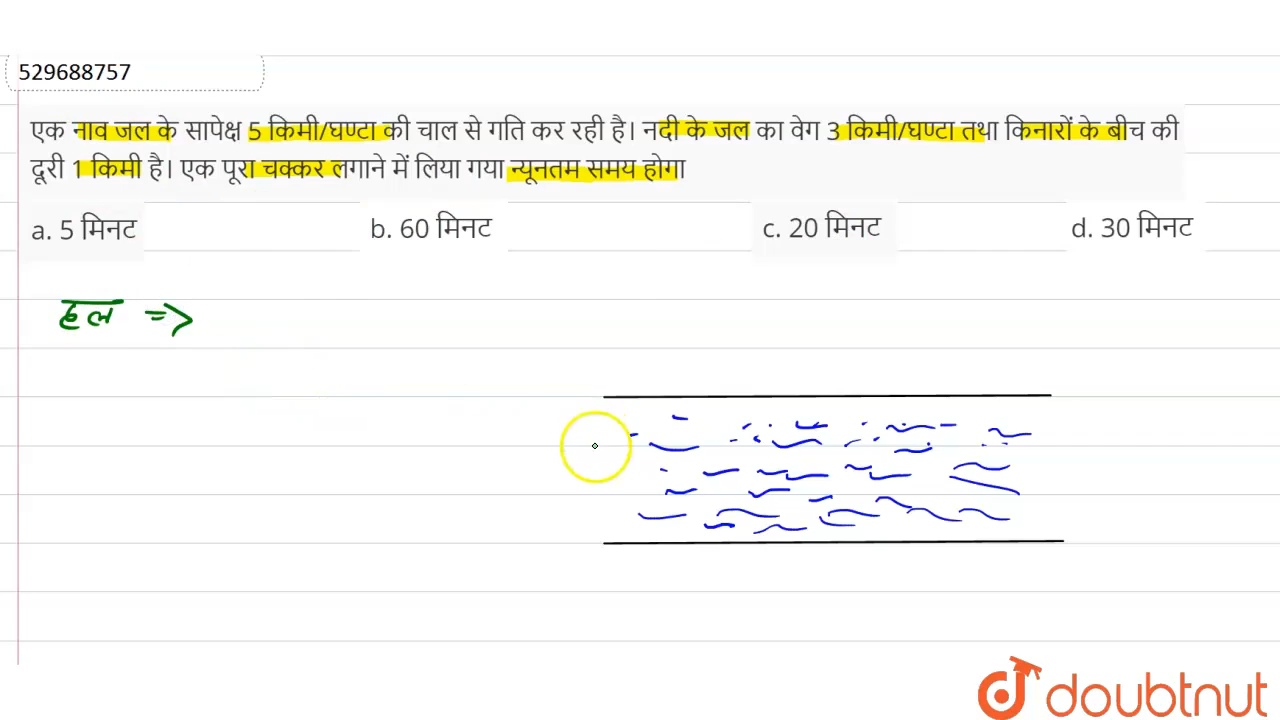 529688757
एक नाव जल के सापेक्ष 5 किमी/घण्टा की चाल से गति कर रही है। नदी के जल का वेग 3 किमी/घण्टा तथा किनारों के बीच की
दूरी 1 किमी है। एक पूरा चक्कर लगाने में लिया गया न्यूनतम समय होगा
a. 5 मिनट b. 60 मिनट c. 20 मिनट d. 30 मिनट
हल =>
doubtnut